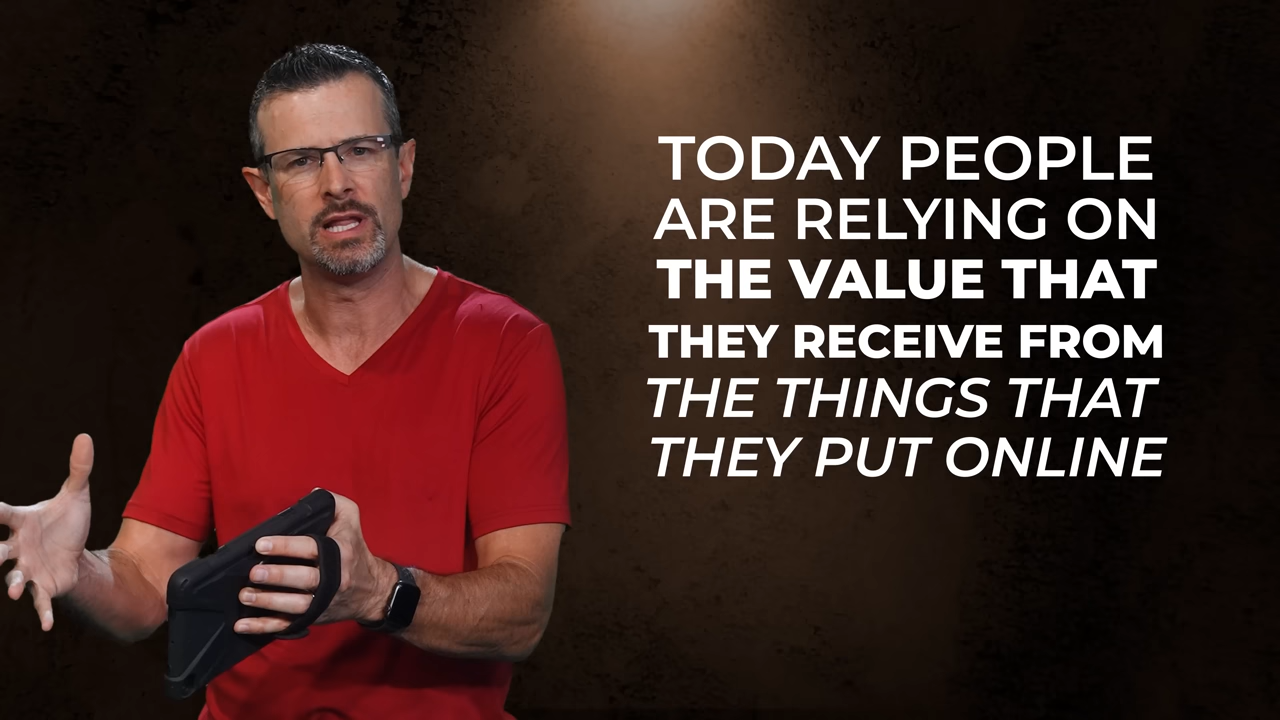 TODAY PEOPLE
ARE RELYING ON
THE VALUE THAT
THEY RECEIVE FROM
THE THINGS THAT
THEY PUT ONLINE